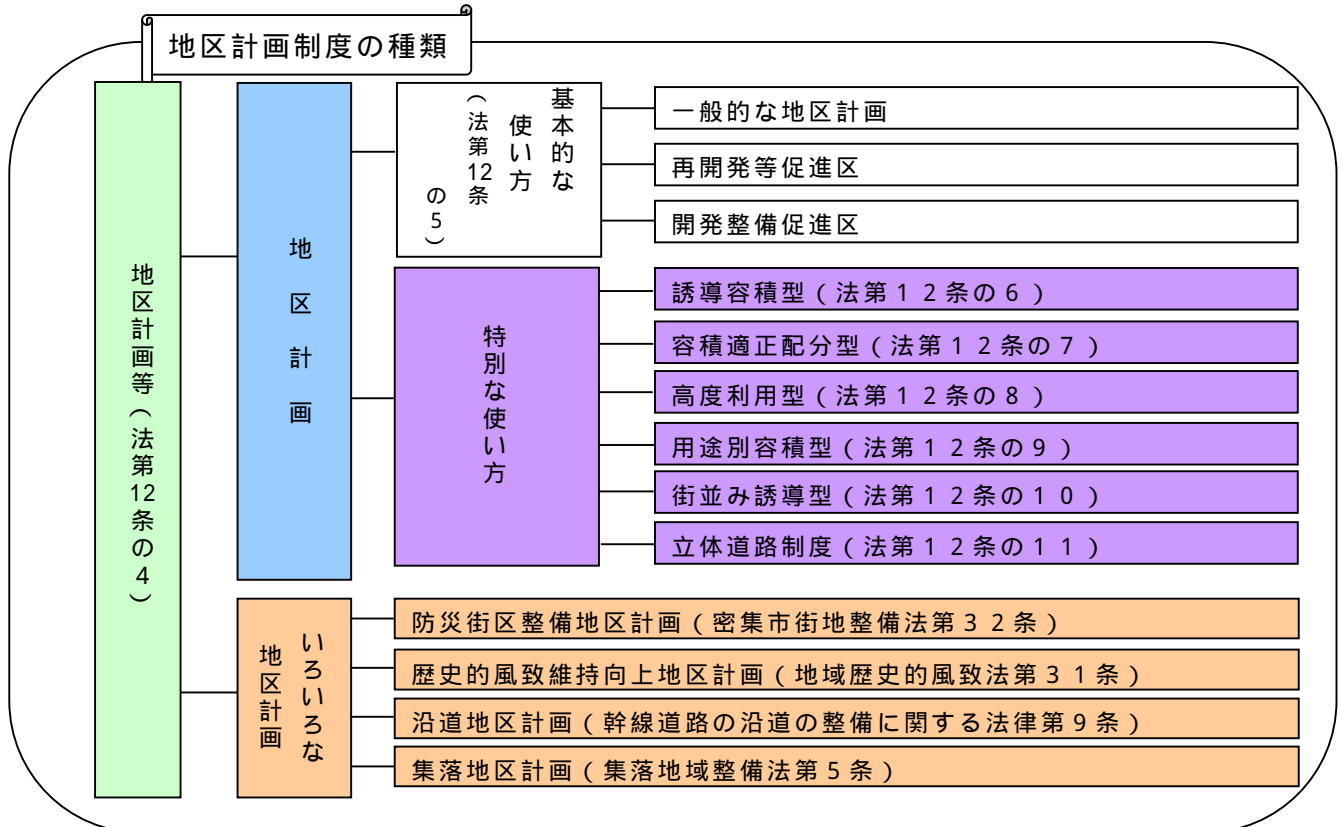 地区計画制度の種類
地区計画等（法第12条の４）
地区計画
基本的な
使い方
（法第12条
の５）
一般的な地区計画
再開発等促進区
開発整備促進区
特別な使い方
誘導容積型（法第１２条の６）
容積適正配分型（法第１２条の７）
高度利用型（法第１２条の８）
用途別容積型（法第１２条の９）
街並み誘導型（法第１２条の１０）
立体道路制度（法第１２条の１１）
いろいろな
地区計画
防災街区整備地区計画（密集市街地整備法第３２条）
歴史的風致維持向上地区計画（地域歴史的風致法第３１条）
沿道地区計画（幹線道路の沿道の整備に関する法律第９条）
集落地区計画（集落地域整備法第５条）